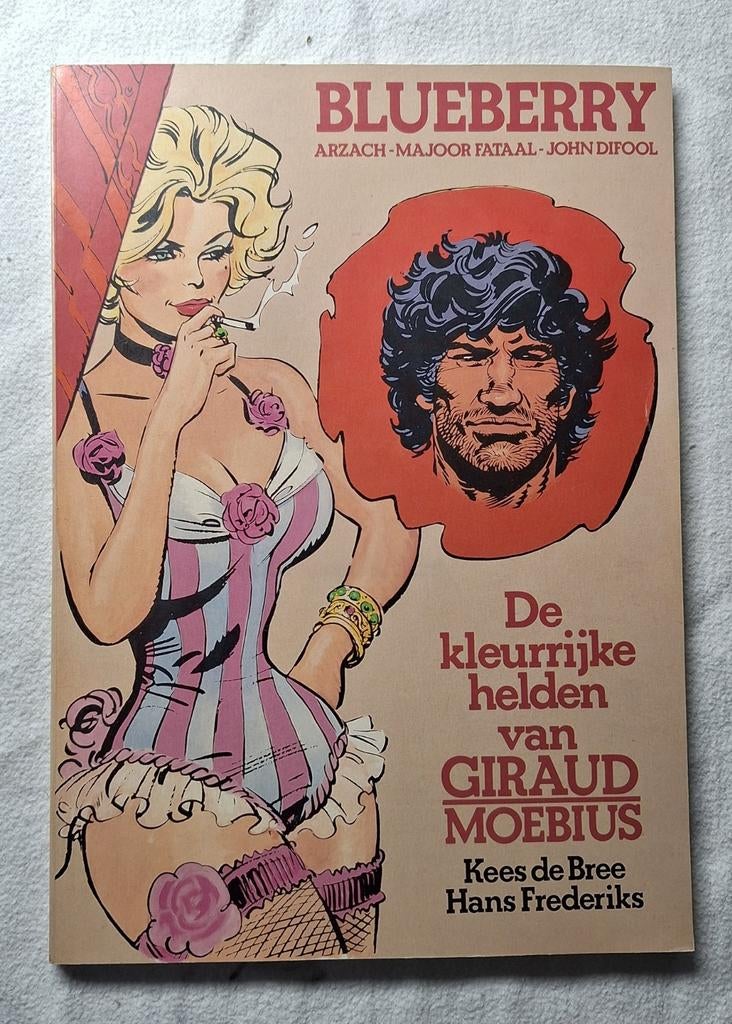 BLUEBERRY
ARZACH - MAJOOR FATAAL - JOHN DIFOOL
De
kleurrijke
helden
van
GIRAUD
MOEBIUS
Kees de Bree
Hans Frederiks